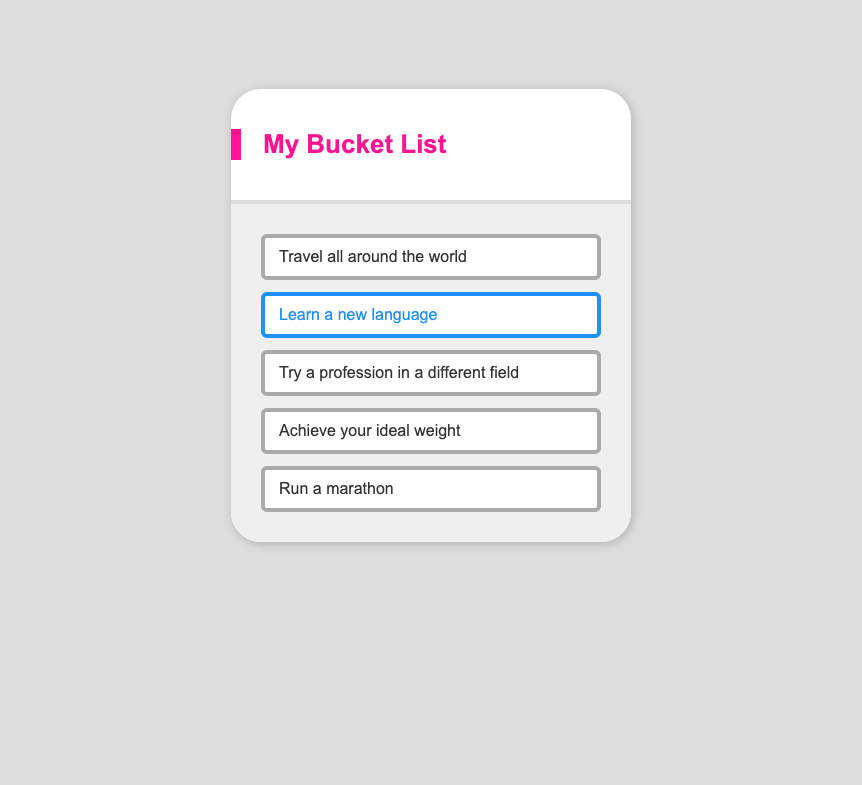 My Bucket List
Travel all around the world
Learn a new language
Try a profession in a different field
Achieve your ideal weight
Run a marathon